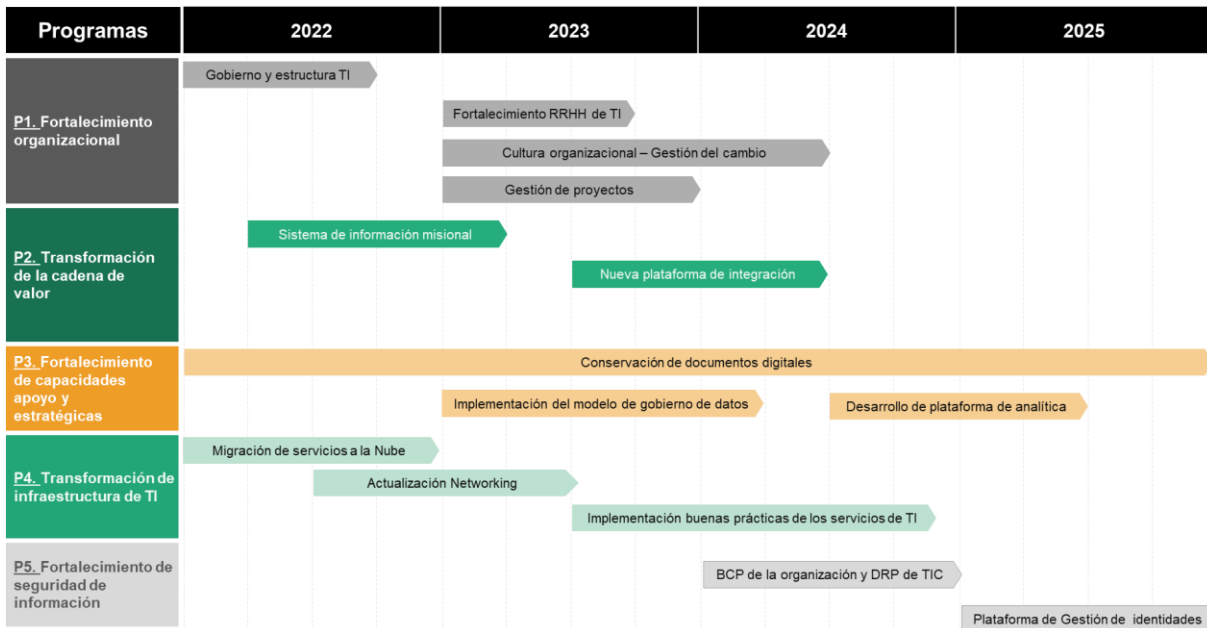 Programas
2022
2023
2024
2025
P1. Fortalecimiento
organizacional
Gobierno y estructura TI
Fortalecimiento RRHH de TI
Cultura organizacional – Gestión del cambio
Gestión de proyectos
P2. Transformación
de la cadena de
valor
Sistema de información misional
Nueva plataforma de integración
P3. Fortalecimiento
de capacidades
apoyo y
estratégicas
Conservación de documentos digitales
Implementación del modelo de gobierno de datos
Desarrollo de plataforma de analítica
P4. Transformación de
infraestructura de TI
Migración de servicios a la Nube
Actualización Networking
Implementación buenas prácticas de los servicios de TI
P5. Fortalecimiento de
seguridad de
información
BCP de la organización y DRP de TIC
Plataforma de Gestión de identidades